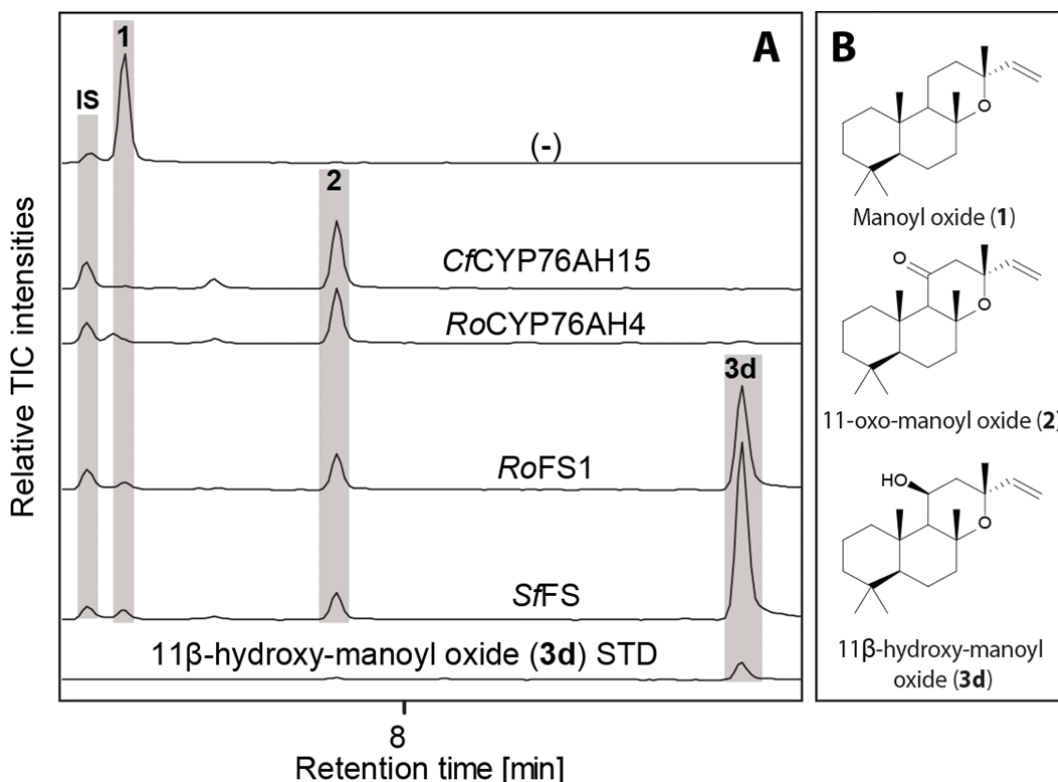 A
1
IS
(-)
2
CfCYP76AH15
RoCYP76AH4
3d
RoFS1
SfFS
11β-hydroxy-manoyl oxide (3d) STD
8
Retention time [min]
Relative TIC intensities
B
O
Manoyl oxide (1)
O
O
11-oxo-manoyl oxide (2)
HO
O
11β-hydroxy-manoyl
oxide (3d)